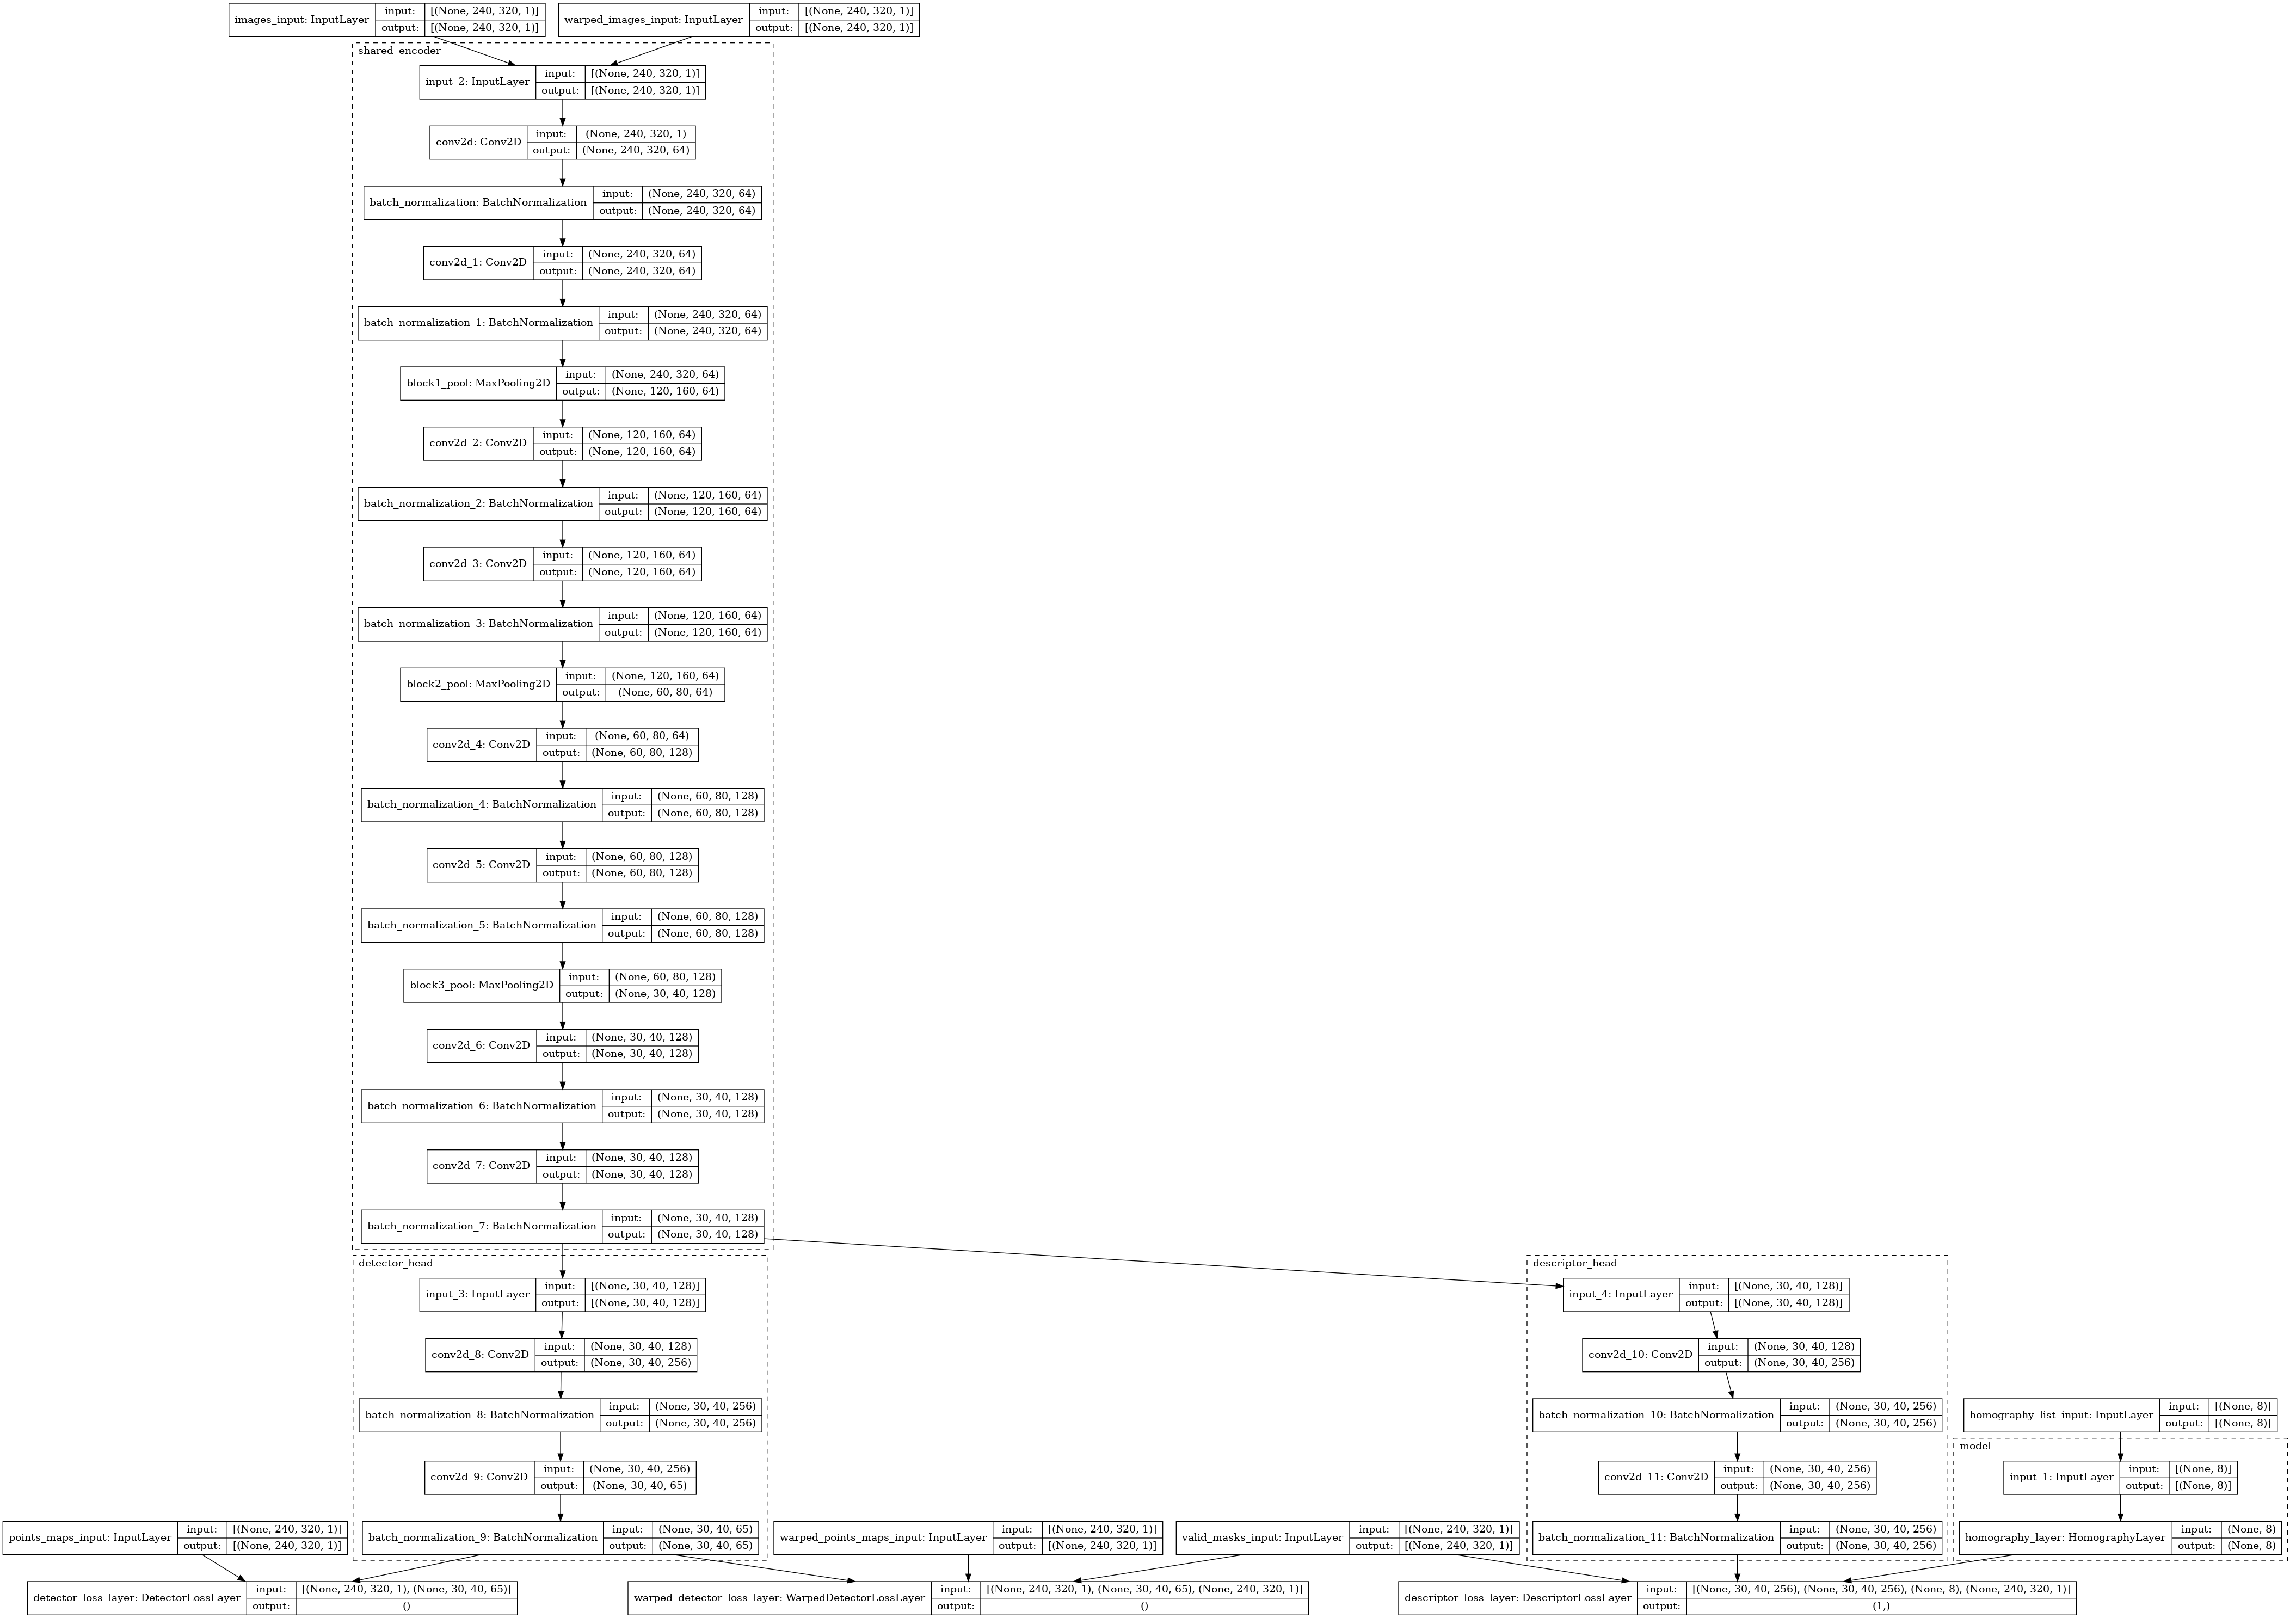 images_input: InputLayer
input: [(None, 240, 320, 1)]
output: [(None, 240, 320, 1)]
warped_images_input: InputLayer
input: [(None, 240, 320, 1)]
output: [(None, 240, 320, 1)]
shared_encoder
input_2: InputLayer
input: [(None, 240, 320, 1)]
output: [(None, 240, 320, 1)]
conv2d: Conv2D
input: (None, 240, 320, 1)
output: (None, 240, 320, 64)
batch_normalization: BatchNormalization
input: (None, 240, 320, 64)
output: (None, 240, 320, 64)
conv2d_1: Conv2D
input: (None, 240, 320, 64)
output: (None, 240, 320, 64)
batch_normalization_1: BatchNormalization
input: (None, 240, 320, 64)
output: (None, 240, 320, 64)
block1_pool: MaxPooling2D
input: (None, 240, 320, 64)
output: (None, 120, 160, 64)
conv2d_2: Conv2D
input: (None, 120, 160, 64)
output: (None, 120, 160, 64)
batch_normalization_2: BatchNormalization
input: (None, 120, 160, 64)
output: (None, 120, 160, 64)
conv2d_3: Conv2D
input: (None, 120, 160, 64)
output: (None, 120, 160, 64)
batch_normalization_3: BatchNormalization
input: (None, 120, 160, 64)
output: (None, 120, 160, 64)
block2_pool: MaxPooling2D
input: (None, 120, 160, 64)
output: (None, 60, 80, 64)
conv2d_4: Conv2D
input: (None, 60, 80, 64)
output: (None, 60, 80, 128)
batch_normalization_4: BatchNormalization
input: (None, 60, 80, 128)
output: (None, 60, 80, 128)
conv2d_5: Conv2D
input: (None, 60, 80, 128)
output: (None, 60, 80, 128)
batch_normalization_5: BatchNormalization
input: (None, 60, 80, 128)
output: (None, 60, 80, 128)
block3_pool: MaxPooling2D
input: (None, 60, 80, 128)
output: (None, 30, 40, 128)
conv2d_6: Conv2D
input: (None, 30, 40, 128)
output: (None, 30, 40, 128)
batch_normalization_6: BatchNormalization
input: (None, 30, 40, 128)
output: (None, 30, 40, 128)
conv2d_7: Conv2D
input: (None, 30, 40, 128)
output: (None, 30, 40, 128)
batch_normalization_7: BatchNormalization
input: (None, 30, 40, 128)
output: (None, 30, 40, 128)
detector_head
input_3: InputLayer
input: [(None, 30, 40, 128)]
output: [(None, 30, 40, 128)]
conv2d_8: Conv2D
input: (None, 30, 40, 128)
output: (None, 30, 40, 256)
batch_normalization_8: BatchNormalization
input: (None, 30, 40, 256)
output: (None, 30, 40, 256)
conv2d_9: Conv2D
input: (None, 30, 40, 256)
output: (None, 30, 40, 65)
batch_normalization_9: BatchNormalization
input: (None, 30, 40, 65)
output: (None, 30, 40, 65)
descriptor_head
input_4: InputLayer
input: [(None, 30, 40, 128)]
output: [(None, 30, 40, 128)]
conv2d_10: Conv2D
input: (None, 30, 40, 128)
output: (None, 30, 40, 256)
batch_normalization_10: BatchNormalization
input: (None, 30, 40, 256)
output: (None, 30, 40, 256)
conv2d_11: Conv2D
input: (None, 30, 40, 256)
output: (None, 30, 40, 256)
batch_normalization_11: BatchNormalization
input: (None, 30, 40, 256)
output: (None, 30, 40, 256)
homography_list_input: InputLayer
input: [(None, 8)]
output: [(None, 8)]
model
input_1: InputLayer
input: [(None, 8)]
output: [(None, 8)]
homography_layer: HomographyLayer
input: (None, 8)
output: (None, 8)
points_maps_input: InputLayer
input: [(None, 240, 320, 1)]
output: [(None, 240, 320, 1)]
warped_points_maps_input: InputLayer
input: [(None, 240, 320, 1)]
output: [(None, 240, 320, 1)]
valid_masks_input: InputLayer
input: [(None, 240, 320, 1)]
output: [(None, 240, 320, 1)]
detector_loss_layer: DetectorLossLayer
input: [(None, 240, 320, 1), (None, 30, 40, 65)]
output: ()
warped_detector_loss_layer: WarpedDetectorLossLayer
input: [(None, 240, 320, 1), (None, 30, 40, 65), (None, 240, 320, 1)]
output: ()
descriptor_loss_layer: DescriptorLossLayer
input: [(None, 30, 40, 256), (None, 30, 40, 256), (None, 8), (None, 240, 320, 1)]
output: (1,)